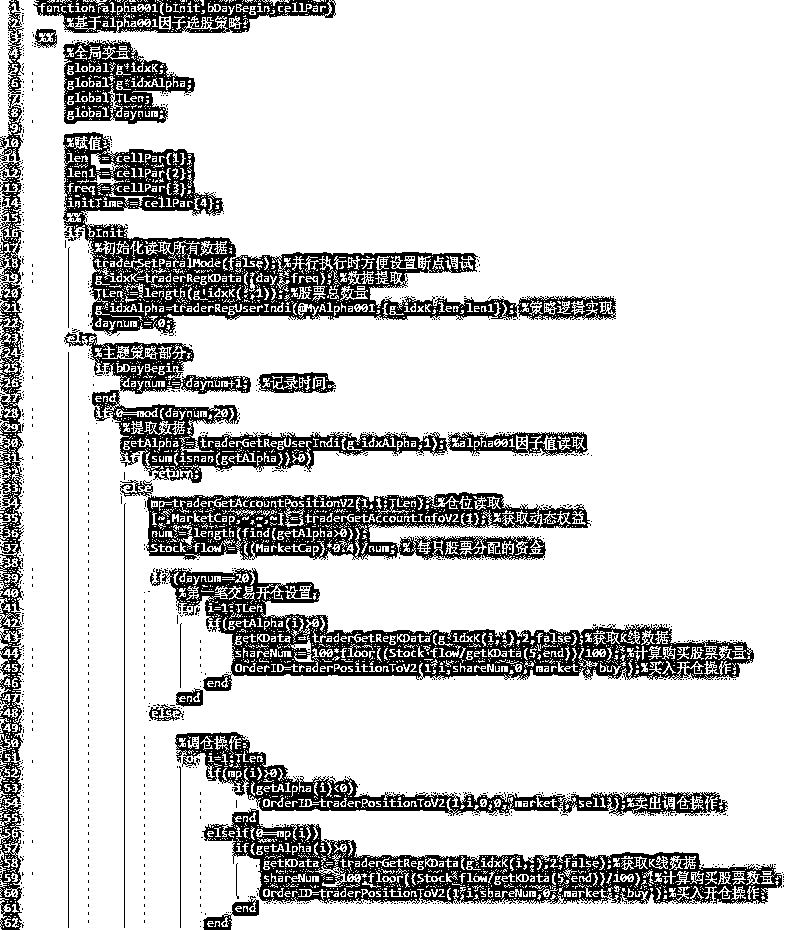 1 function alpha001(bInit,bDayBegin,cellPar)
2 %基于alpha001因子选股策略;
3 %%
4 %全局变量
5 global g_idxK;
6 global g_idxAlpha;
7 global TLen;
8 global daynum;
9
10 %赋值;
11 len = cellPar{1};
12 len1 = cellPar{2};
13 freq = cellPar{3};
14 initTime = cellPar{4};
15 %%
16 if bInit
17 %初始化读取所有数据;
18 traderSetParalMode(false); %并行执行时方便设置断点调试
19 g_idxK=traderRegKData('day',freq); %数据提取
20 TLen = length(g_idxK(:,1)); %股票总数量
21 g_idxAlpha=traderRegUserIndi(@MyAlpha001,{g_idxK,len,len1}); %策略逻辑实现
22 daynum = 0;
23 else
24 %主题策略部分;
25 if bDayBegin
26 daynum = daynum+1; %记录时间。
27 end
28 if 0==mod(daynum,20)
29 %提取数据;
30 getAlpha = traderGetRegUserIndi(g_idxAlpha,1); %alpha001因子值读取
31 if (sum(isnan(getAlpha))>0)
32 return;
33 else
34 mp=traderGetAccountPositionV2(1,1:TLen); %仓位读取
35 [~,MarketCap,~,~,~] = traderGetAccountInfoV2(1); %获取动态权益
36 num = length(find(getAlpha>0));
37 Stock_flow = ((MarketCap)*0.4)/num; % 每只股票分配的资金
38
39 if (daynum==20)
40 %第一笔交易开仓设置;
41 for i=1:TLen
42 if(getAlpha(i)>0)
43 getKData = traderGetRegKData(g_idxK(i,:),2,false);%获取K线数据
44 shareNum = 100*floor((Stock_flow/getKData(5,end))/100);%计算购买股票数量;
45 OrderID=traderPositionToV2(1,i,shareNum,0,'market','buy');%买入开仓操作;
46 end
47 end
48 else
49
50 %调仓操作;
51 for i=1:TLen
52 if(mp(i)>0)
53 if(getAlpha(i)<0)
54 OrderID=traderPositionToV2(1,i,0,0,'market','sell');%卖出调仓操作;
55 end
56 elseif(0==mp(i))
57 if(getAlpha(i)>0)
58 getKData = traderGetRegKData(g_idxK(i,:),2,false);%获取K线数据
59 shareNum = 100*floor((Stock_flow/getKData(5,end))/100);%计算购买股票数量;
60 OrderID=traderPositionToV2(1,i,shareNum,0,'market','buy');%买入开仓操作;
61 end
62 end